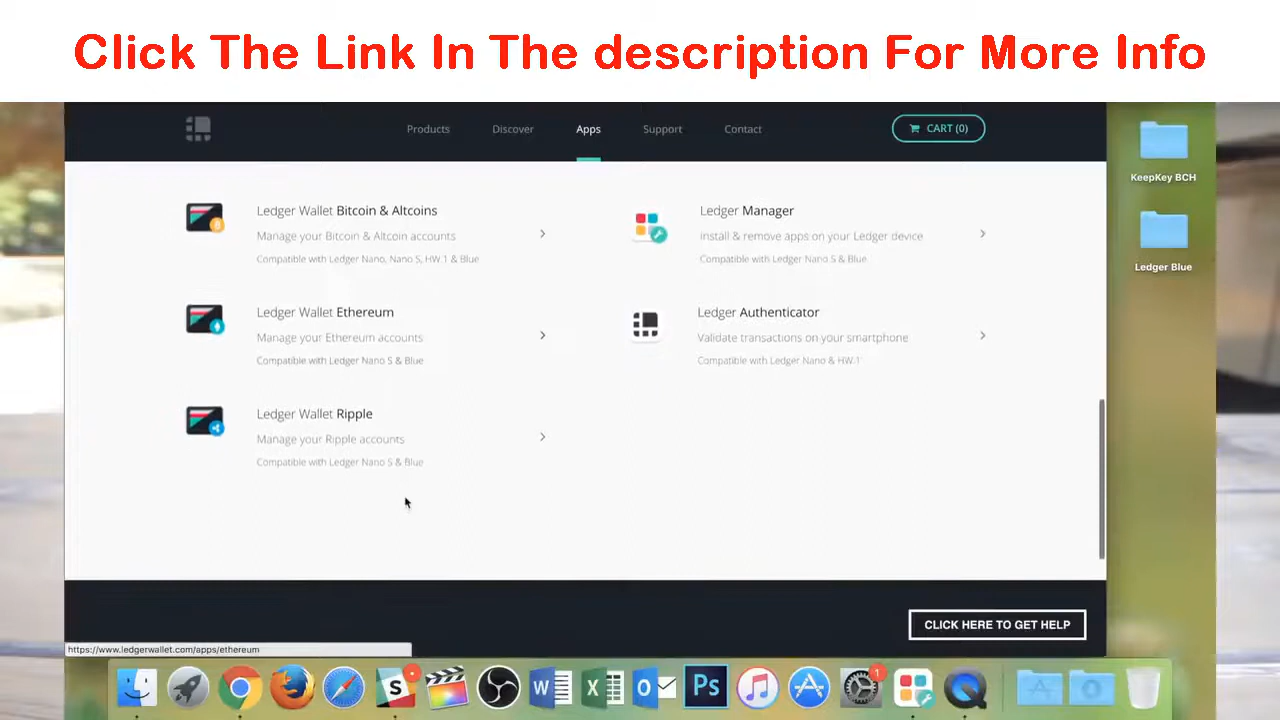 Click The Link In The description For More Info
Products Discover Apps Support Contact CART (0)
KeepKey BCH
Ledger Wallet Bitcoin & Altcoins
Manage your Bitcoin & Altcoin accounts
Compatible with Ledger Nano, Nano S, HW.1 & Blue
Ledger Manager
Install & remove apps on your Ledger device
Compatible with Ledger Nano S & Blue
Ledger Blue
Ledger Wallet Ethereum
Manage your Ethereum accounts
Compatible with Ledger Nano S & Blue
Ledger Authenticator
Validate transactions on your smartphone
Compatible with Ledger Nano & HW.1
Ledger Wallet Ripple
Manage your Ripple accounts
Compatible with Ledger Nano S & Blue
CLICK HERE TO GET HELP
https://www.ledgerwallet.com/apps/ethereum
S W X O Ps 1